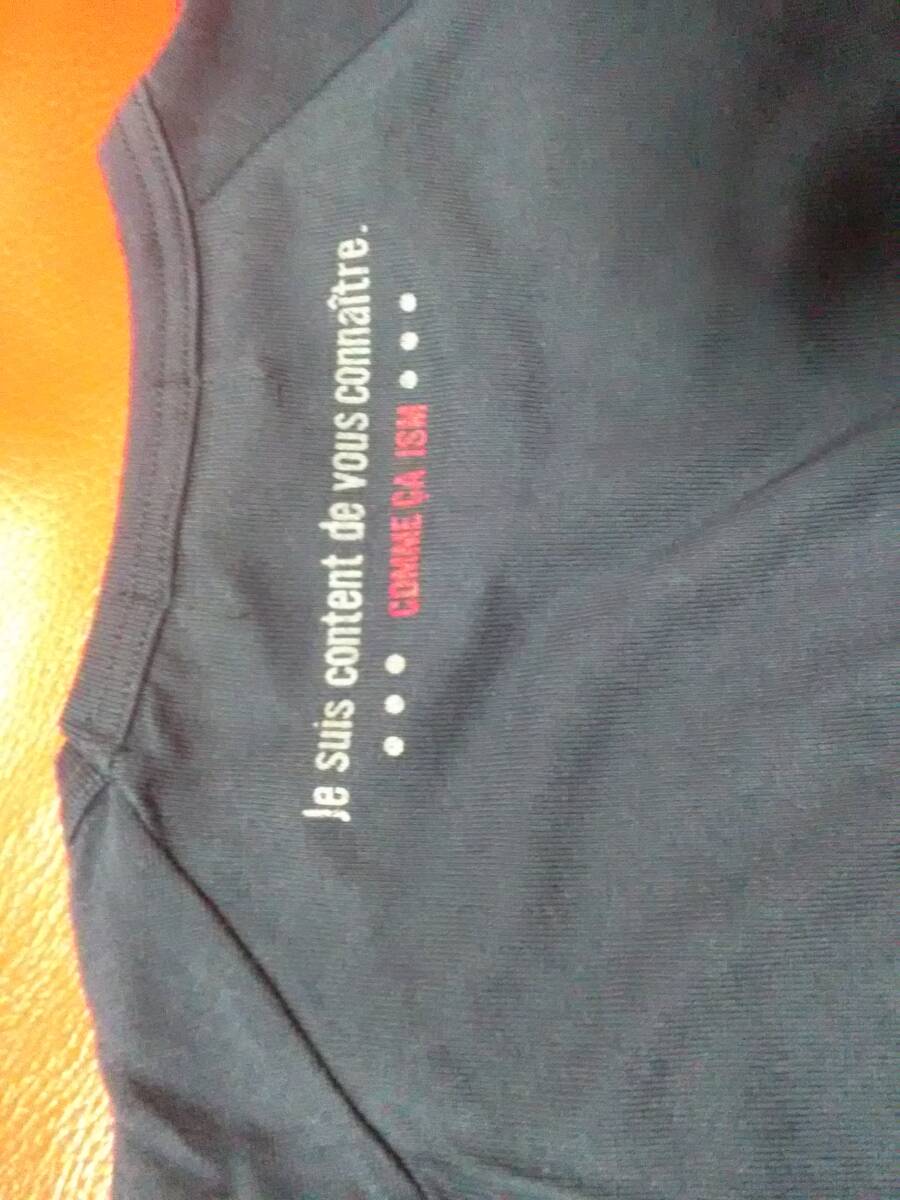 Je suis content de vous connaître.
••• COMME ÇA ISM •••